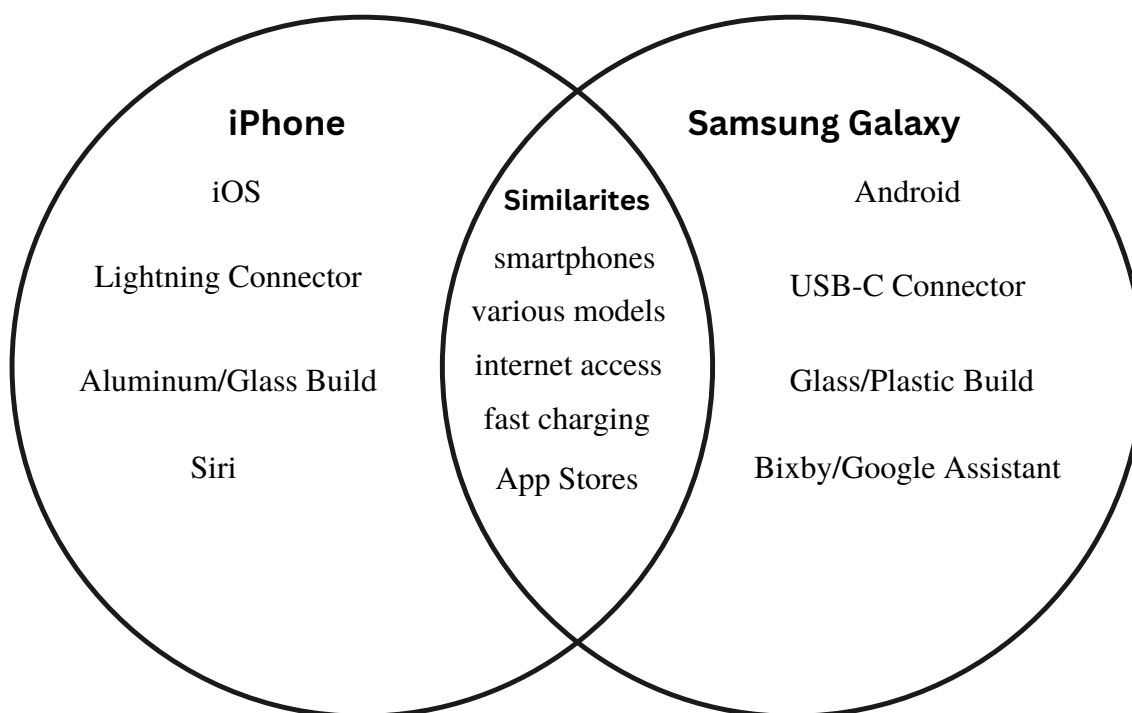 iPhone
iOS
Lightning Connector
Aluminum/Glass Build
Siri
Similarites
smartphones
various models
internet access
fast charging
App Stores
Samsung Galaxy
Android
USB-C Connector
Glass/Plastic Build
Bixby/Google Assistant